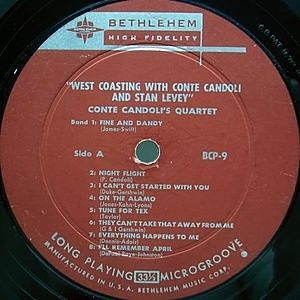 BETHLEHEM
HIGH FIDELITY
"WEST COASTING WITH CONTE CANDOLI
AND STAN LEVEY"
CONTE CANDOLI'S QUARTET
Band 1: FINE AND DANDY
(James-Swift)
Side A
BCP-9
2: NIGHT FLIGHT
(P. Candoli)
3: I CAN'T GET STARTED WITH YOU
(Duke-Gershwin)
4: ON THE ALAMO
(James-Kahn-Lyons)
5: TUNE FOR TEX
(Taylor)
6: THEY CAN'T TAKE THAT AWAY FROM ME
(G & I Gershwin)
7: EVERYTHING HAPPENS TO ME
(Dennis-Adair)
8: I'LL REMEMBER APRIL
(DePaul-Raye-Johnston)
LONG PLAYING 33⅓ MICROGROOVE
MANUFACTURED IN U.S.A. BETHLEHEM MUSIC CORP.